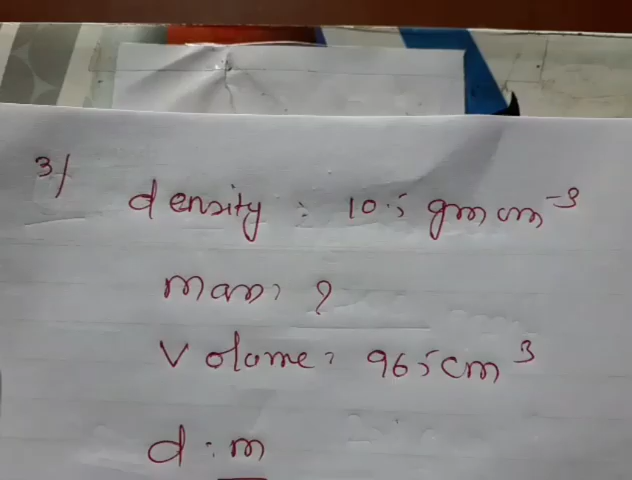 3)
density = 10.5 gm cm⁻³
mass = ?
Volume = 965 cm³
d = m